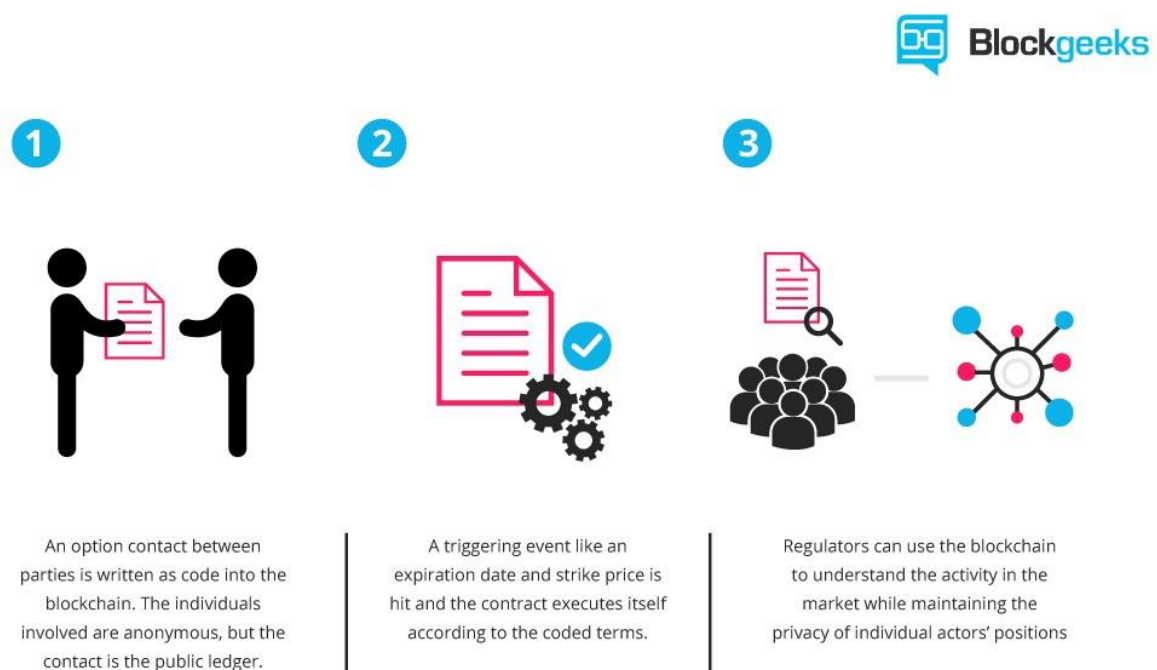 Blockgeeks
1
2
3
An option contact between
parties is written as code into the
blockchain. The individuals
involved are anonymous, but the
contact is the public ledger.
A triggering event like an
expiration date and strike price is
hit and the contract executes itself
according to the coded terms.
Regulators can use the blockchain
to understand the activity in the
market while maintaining the
privacy of individual actors’ positions